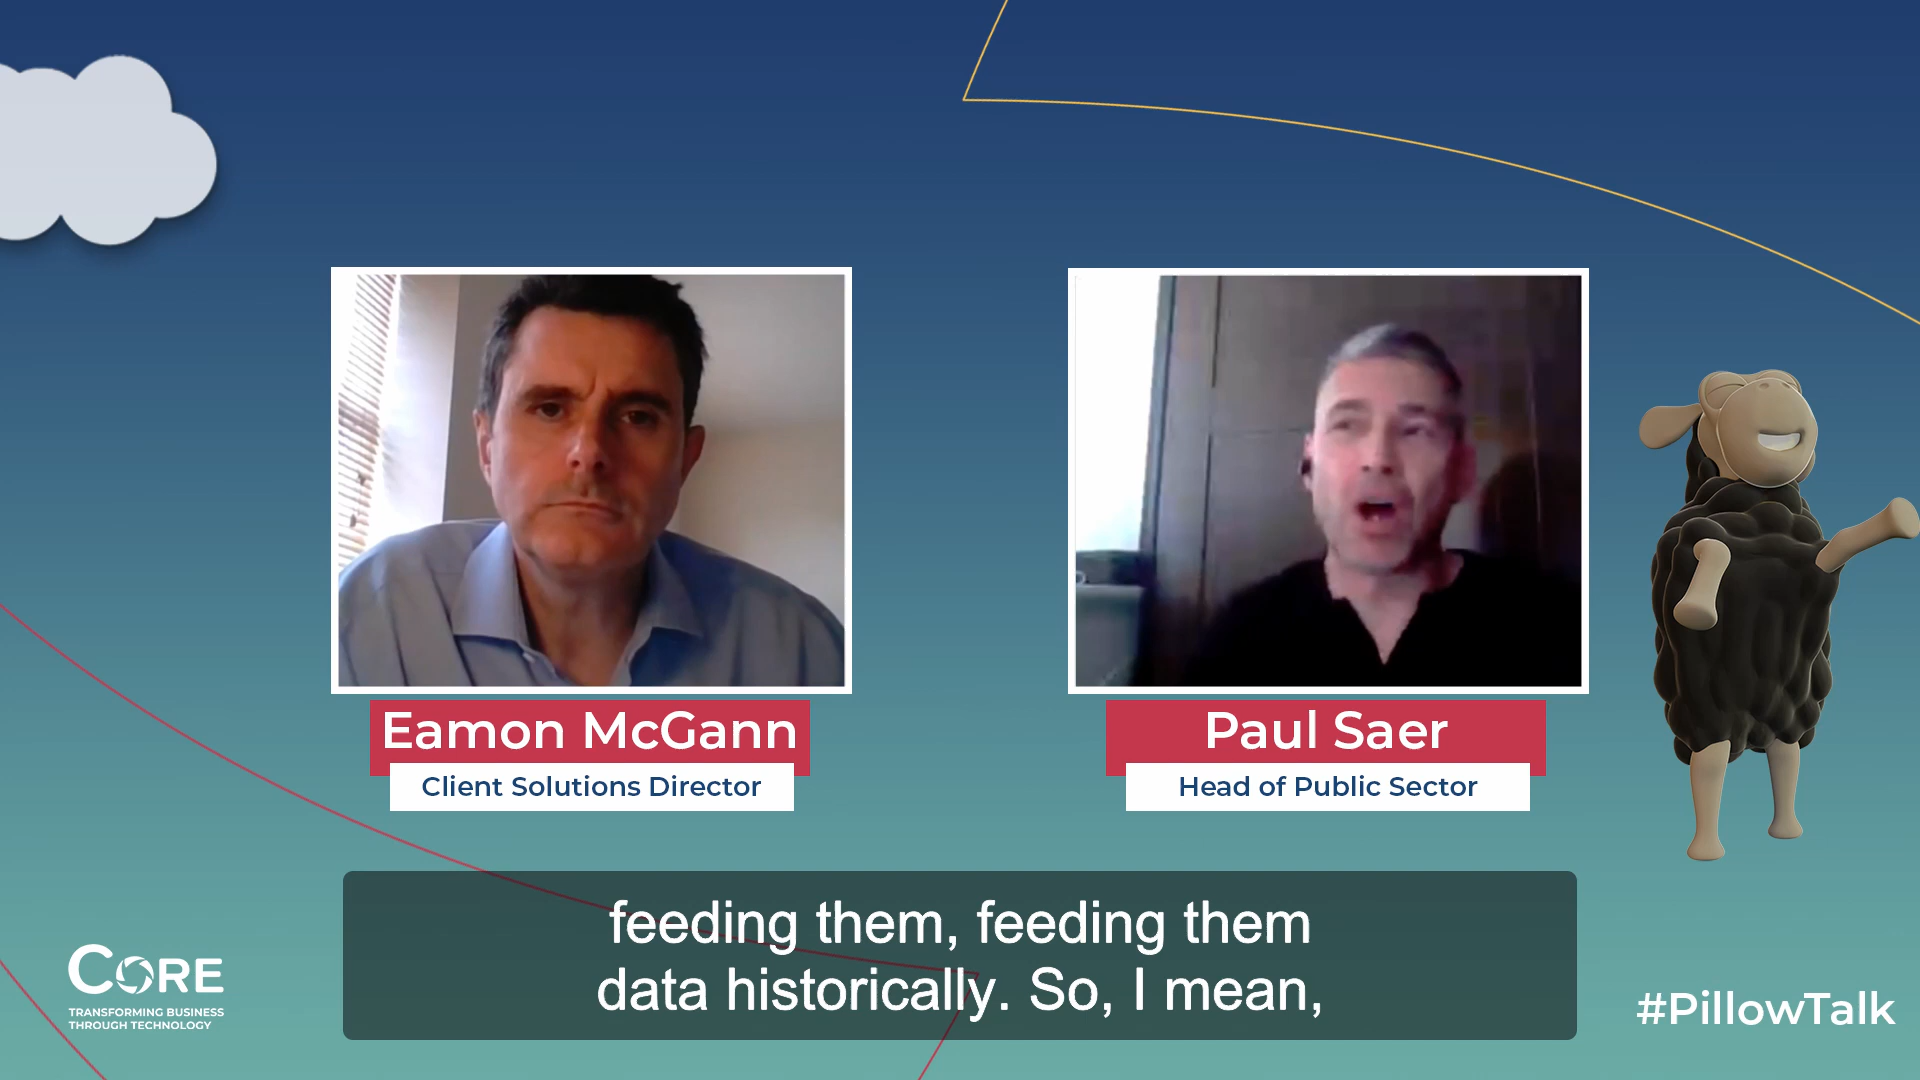 Eamon McGann
Client Solutions Director
Paul Saer
Head of Public Sector
feeding them, feeding them
data historically. So, I mean,
CORE
TRANSFORMING BUSINESS
THROUGH TECHNOLOGY
#PillowTalk